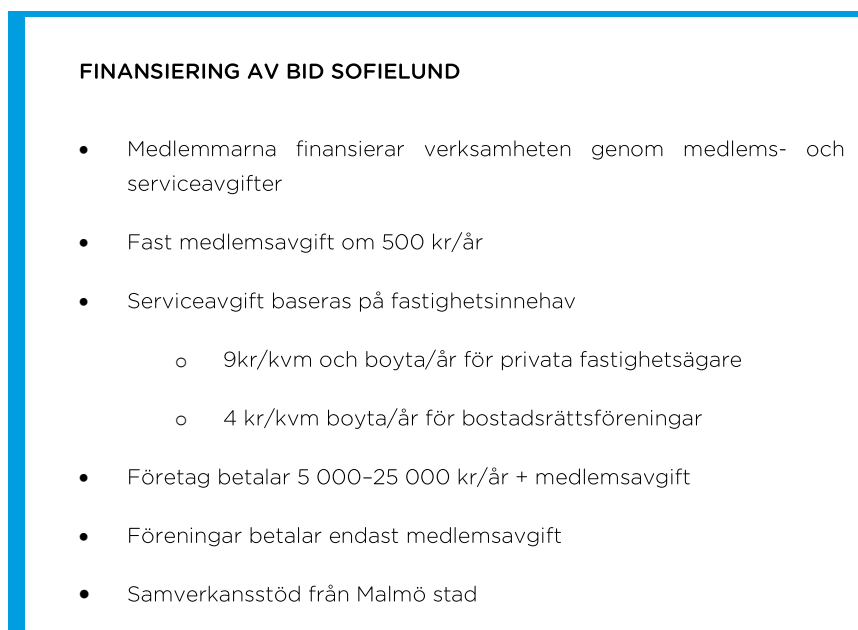 FINANSIERING AV BID SOFIELUND
• Medlemmarna finansierar verksamheten genom medlems- och
serviceavgifter
• Fast medlemsavgift om 500 kr/år
• Serviceavgift baseras på fastighetsinnehav
o 9kr/kvm och boyta/år för privata fastighetsägare
o 4 kr/kvm boyta/år för bostadsrättsföreningar
• Företag betalar 5 000–25 000 kr/år + medlemsavgift
• Föreningar betalar endast medlemsavgift
• Samverkansstöd från Malmö stad